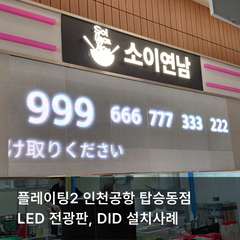 Soi
소이연남
999 666 777 333 222
け取りください
플레이팅2 인천공항 탑승동점
LED 전광판, DID 설치사례